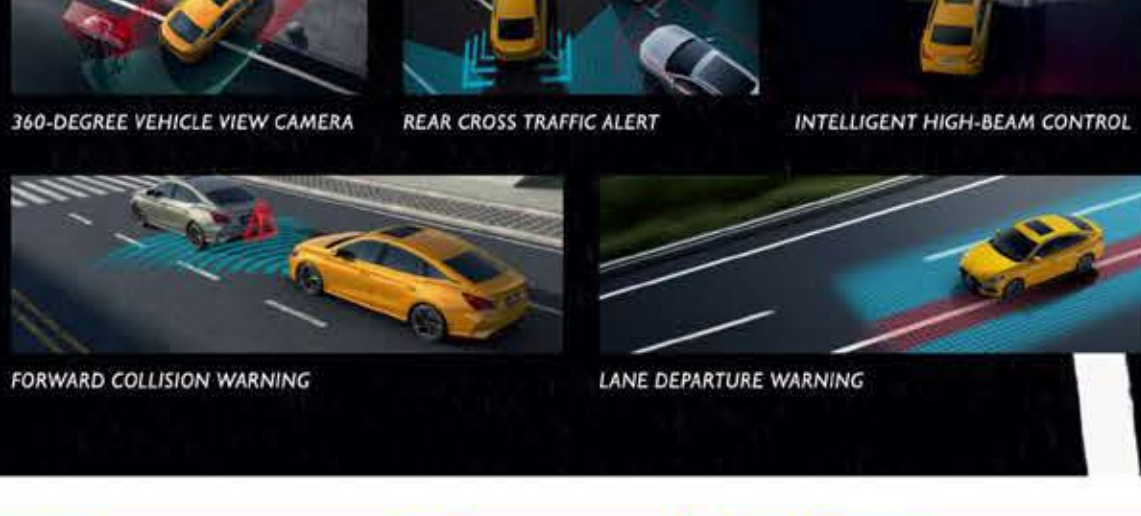 360-DEGREE VEHICLE VIEW CAMERA
REAR CROSS TRAFFIC ALERT
INTELLIGENT HIGH-BEAM CONTROL
FORWARD COLLISION WARNING
LANE DEPARTURE WARNING